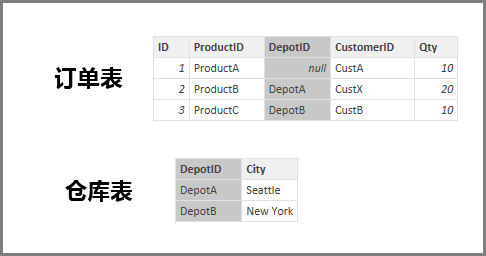 订单表
ID ProductID DepotID CustomerID Qty
1 ProductA null CustA 10
2 ProductB DepotA CustX 20
3 ProductC DepotB CustB 10
仓库表
DepotID City
DepotA Seattle
DepotB New York